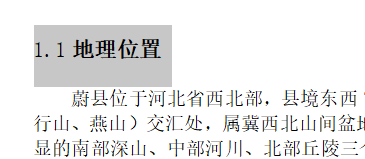 1.1 地理位置
蔚县位于河北省西北部，县境东西
行山、燕山）交汇处，属冀西北山间盆地
显的南部深山、中部河川、北部丘陵三个